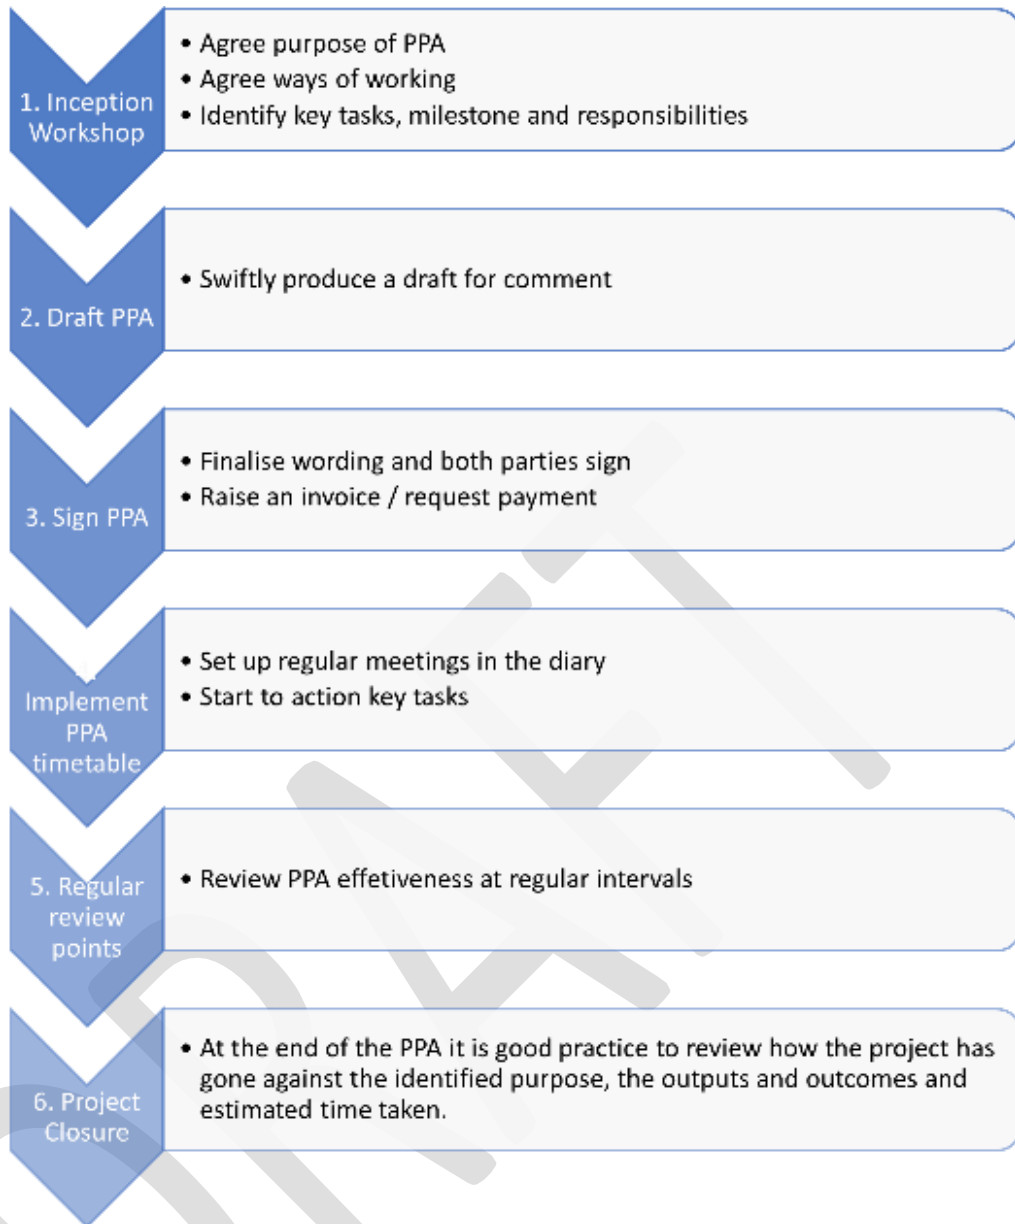 1. Inception
Workshop
• Agree purpose of PPA
• Agree ways of working
• Identify key tasks, milestone and responsibilities
2. Draft PPA
• Swiftly produce a draft for comment
3. Sign PPA
• Finalise wording and both parties sign
• Raise an invoice / request payment
Implement
PPA
timetable
• Set up regular meetings in the diary
• Start to action key tasks
5. Regular
review
points
• Review PPA effetiveness at regular intervals
6. Project
Closure
• At the end of the PPA it is good practice to review how the project has
gone against the identified purpose, the outputs and outcomes and
estimated time taken.
DRAFT